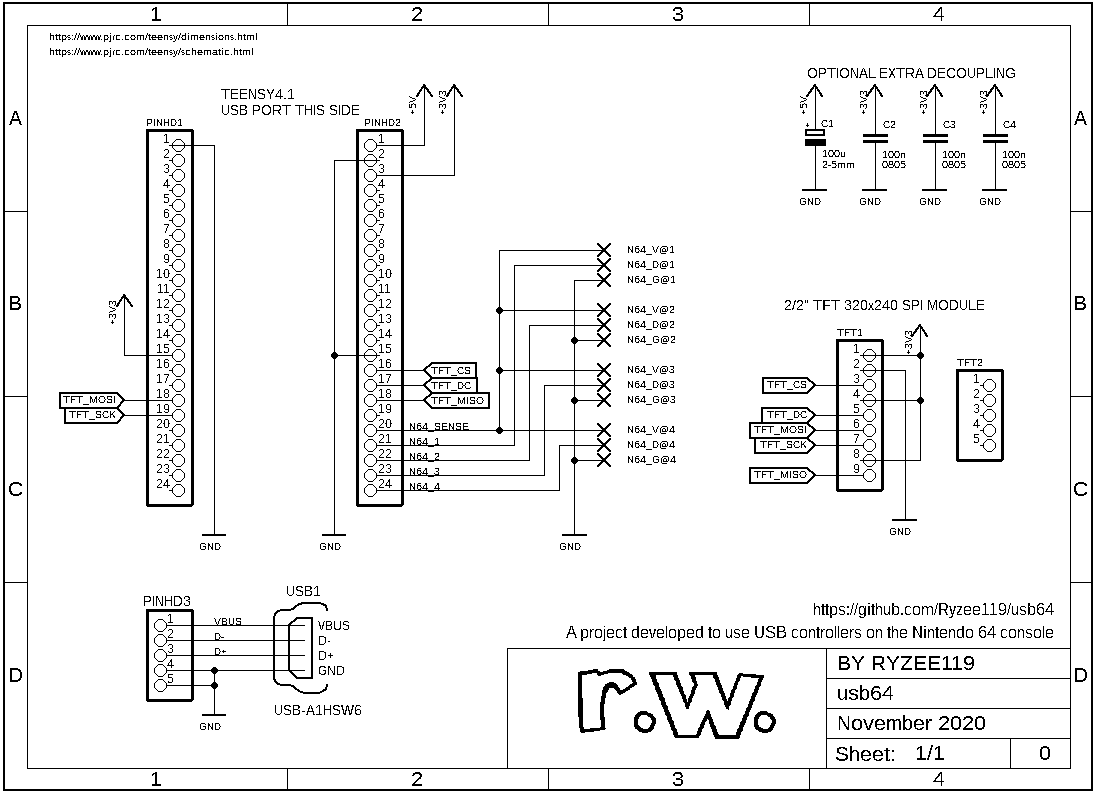 1 2 3 4
https://www.pjrc.com/teensy/dimensions.html
https://www.pjrc.com/teensy/schematic.html
A A
B B
C C
D D
TEENSY4.1
USB PORT THIS SIDE
PINHD1
1
2
3
4
5
6
7
8
9
10
11
12
13
14
15
16
17
18
19
20
21
22
23
24
+3V3
TFT_MOSI
TFT_SCK
GND
PINHD2
1
2
3
4
5
6
7
8
9
10
11
12
13
14
15
16
17
18
19
20
21
22
23
24
+5V
+3V3
TFT_CS
TFT_DC
TFT_MISO
N64_SENSE
N64_1
N64_2
N64_3
N64_4
GND
N64_V@1
N64_D@1
N64_G@1
N64_V@2
N64_D@2
N64_G@2
N64_V@3
N64_D@3
N64_G@3
N64_V@4
N64_D@4
N64_G@4
GND
OPTIONAL EXTRA DECOUPLING
+5V +3V3 +3V3 +3V3
+ C1 C2 C3 C4
100u 100n 100n 100n
2-5mm 0805 0805 0805
GND GND GND GND
2/2" TFT 320x240 SPI MODULE
TFT1
+3V3
1
2
3
4
5
6
7
8
9
TFT_CS
TFT_DC
TFT_MOSI
TFT_SCK
TFT_MISO
GND
TFT2
1
2
3
4
5
PINHD3
1
2
3
4
5
VBUS
D-
D+
GND
USB1
VBUS
D-
D+
GND
USB-A1HSW6
https://github.com/Ryzee119/usb64
A project developed to use USB controllers on the Nintendo 64 console
r.w.
BY RYZEE119
usb64
November 2020
Sheet: 1/1 0
1 2 3 4